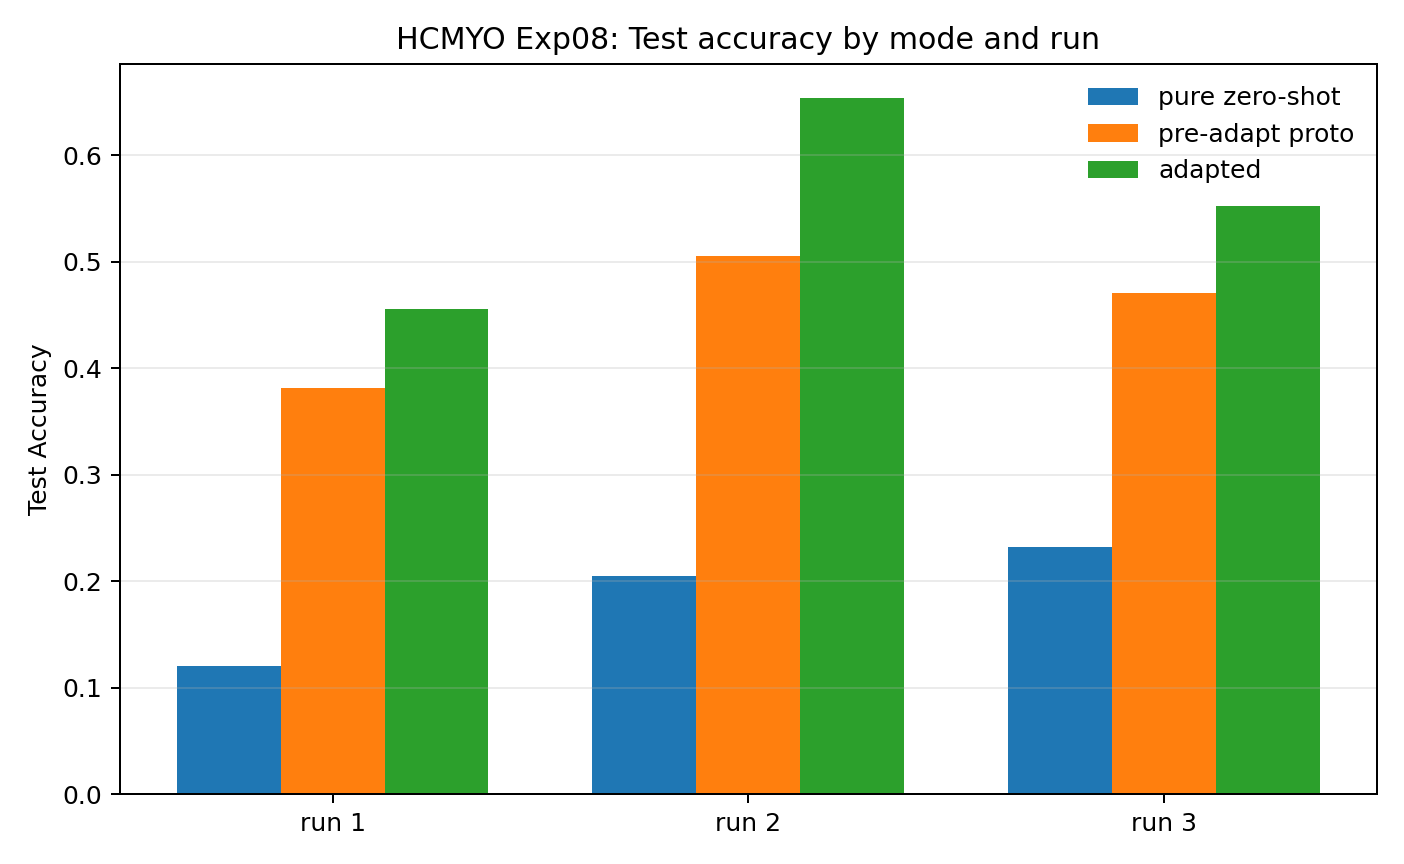 HCMYO Exp08: Test accuracy by mode and run
pure zero-shot
pre-adapt proto
adapted
Test Accuracy
0.6
0.5
0.4
0.3
0.2
0.1
0.0
run 1
run 2
run 3